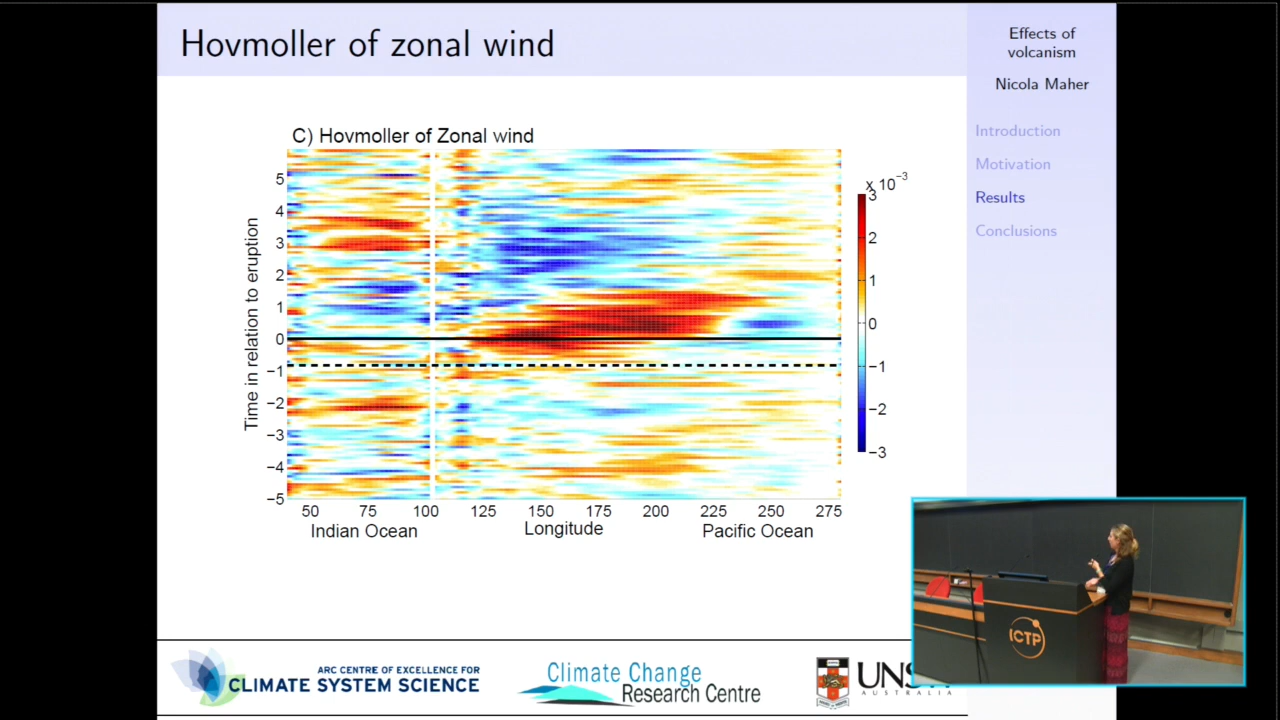 Hovmoller of zonal wind
Effects of
volcanism
Nicola Maher
Introduction
Motivation
Results
Conclusions
C) Hovmoller of Zonal wind
Time in relation to eruption
5
4
3
2
1
0
−1
−2
−3
−4
−5
50 75 100 125 150 175 200 225 250 275
Indian Ocean Longitude Pacific Ocean
x 10⁻³
3
2
1
0
−1
−2
−3
ARC CENTRE OF EXCELLENCE FOR
CLIMATE SYSTEM SCIENCE
Climate Change
Research Centre
UNS
AUSTRALIA
ICTP